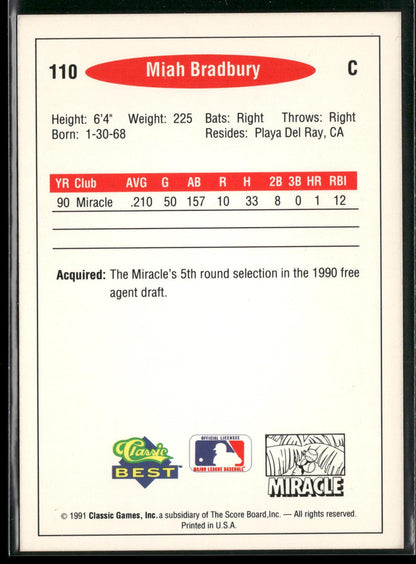 110 Miah Bradbury C
Height: 6'4" Weight: 225 Bats: Right Throws: Right
Born: 1-30-68 Resides: Playa Del Ray, CA
YR Club AVG G AB R H 2B 3B HR RBI
90 Miracle .210 50 157 10 33 8 0 1 12
Acquired: The Miracle's 5th round selection in the 1990 free
agent draft.
Classic
BEST
OFFICIAL LICENSEE
MAJOR LEAGUE BASEBALL
MIRACLE
© 1991 Classic Games, Inc. a subsidiary of The Score Board, Inc. — All rights reserved.
Printed in U.S.A.